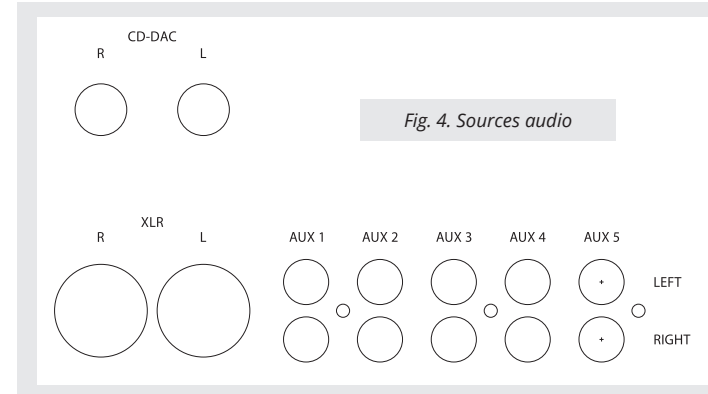 CD-DAC
R L
Fig. 4. Sources audio
XLR
R L AUX 1 AUX 2 AUX 3 AUX 4 AUX 5
LEFT
RIGHT